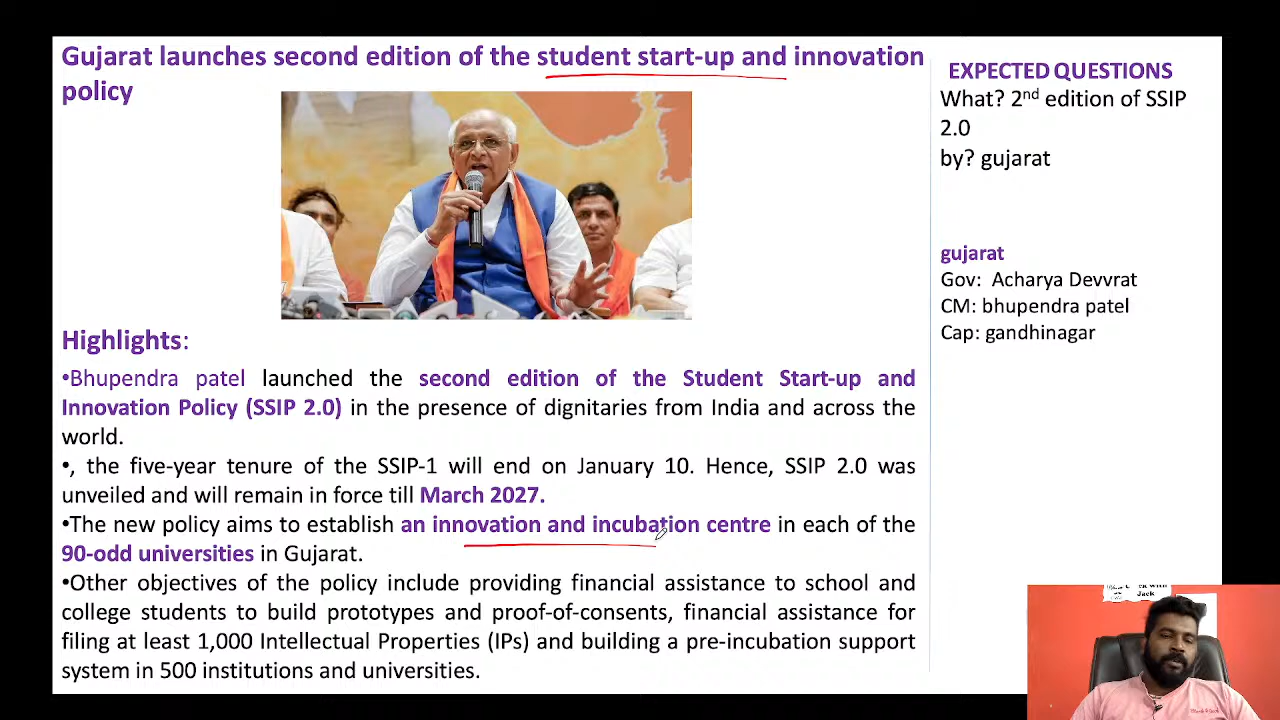 Gujarat launches second edition of the student start-up and innovation
policy
Highlights:
•Bhupendra patel launched the second edition of the Student Start-up and
Innovation Policy (SSIP 2.0) in the presence of dignitaries from India and across the
world.
•, the five-year tenure of the SSIP-1 will end on January 10. Hence, SSIP 2.0 was
unveiled and will remain in force till March 2027.
•The new policy aims to establish an innovation and incubation centre in each of the
90-odd universities in Gujarat.
•Other objectives of the policy include providing financial assistance to school and
college students to build prototypes and proof-of-consents, financial assistance for
filing at least 1,000 Intellectual Properties (IPs) and building a pre-incubation support
system in 500 institutions and universities.
EXPECTED QUESTIONS
What? 2nd edition of SSIP
2.0
by? gujarat
gujarat
Gov: Acharya Devvrat
CM: bhupendra patel
Cap: gandhinagar
Jack